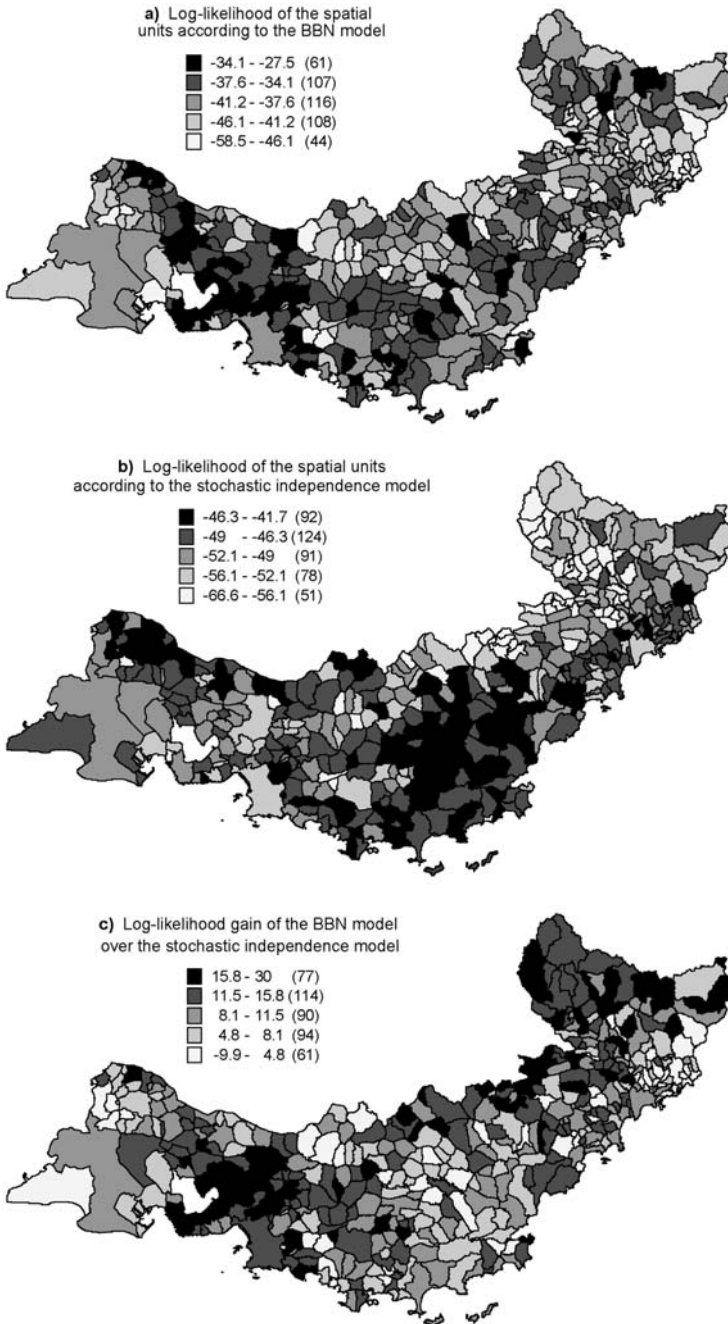 a) Log-likelihood of the spatial
units according to the BBN model
-34.1 - -27.5 (61)
-37.6 - -34.1 (107)
-41.2 - -37.6 (116)
-46.1 - -41.2 (108)
-58.5 - -46.1 (44)
b) Log-likelihood of the spatial units
according to the stochastic independence model
-46.3 - -41.7 (92)
-49 - -46.3 (124)
-52.1 - -49 (91)
-56.1 - -52.1 (78)
-66.6 - -56.1 (51)
c) Log-likelihood gain of the BBN model
over the stochastic independence model
15.8 - 30 (77)
11.5 - 15.8 (114)
8.1 - 11.5 (90)
4.8 - 8.1 (94)
-9.9 - 4.8 (61)